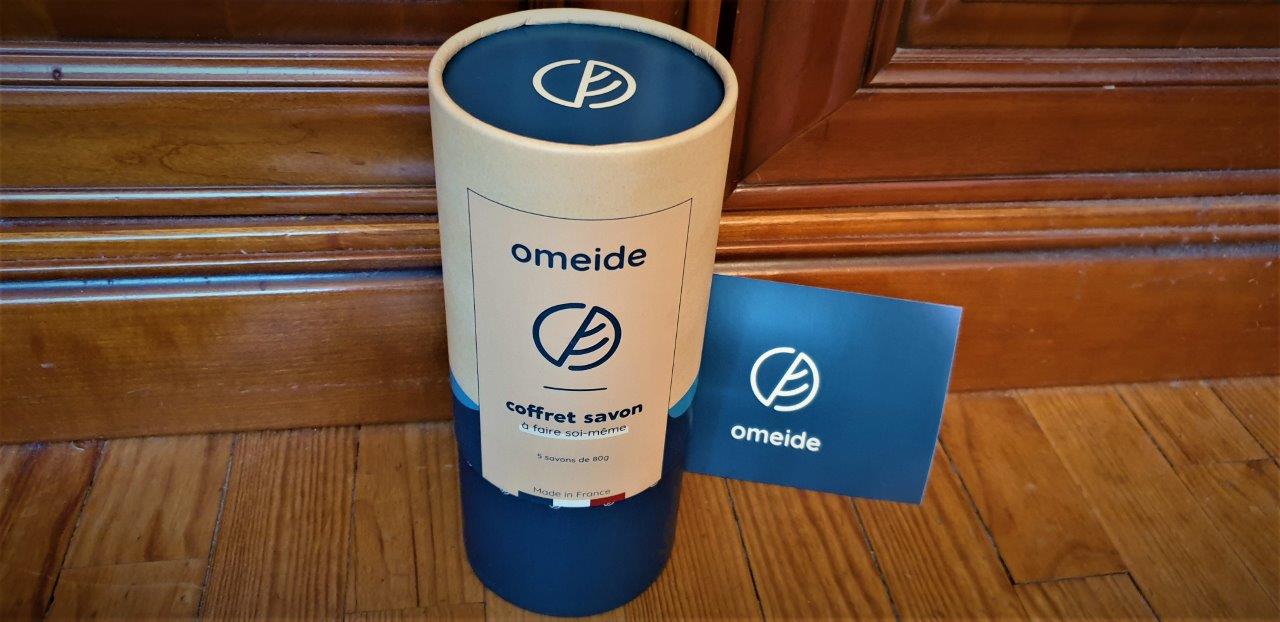 omeide
coffret savon
à faire soi-même
5 savons de 80g
Made in France
omeide